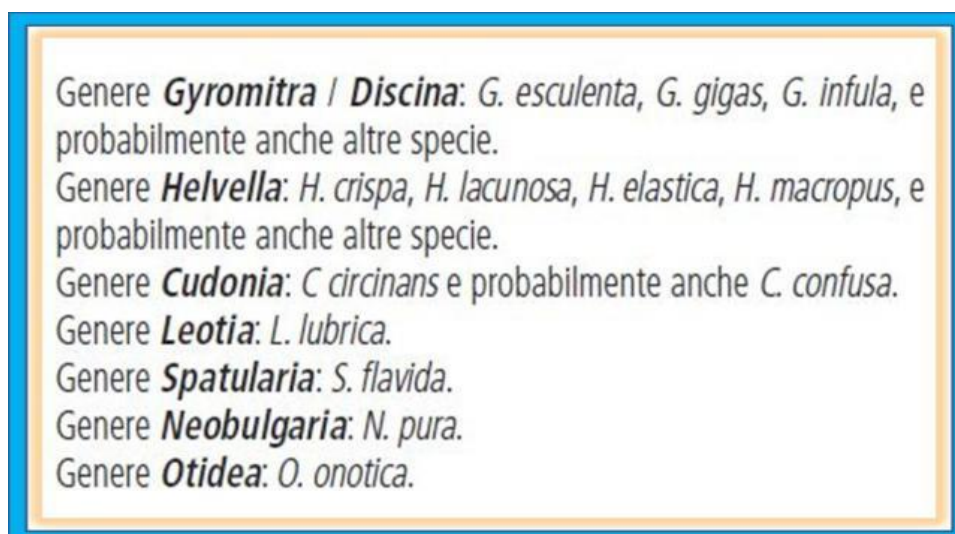 Genere Gyromitra / Discina: G. esculenta, G. gigas, G. infula, e
probabilmente anche altre specie.
Genere Helvella: H. crispa, H. lacunosa, H. elastica, H. macropus, e
probabilmente anche altre specie.
Genere Cudonia: C circinans e probabilmente anche C. confusa.
Genere Leotia: L. lubrica.
Genere Spatularia: S. flavida.
Genere Neobulgaria: N. pura.
Genere Otidea: O. onotica.